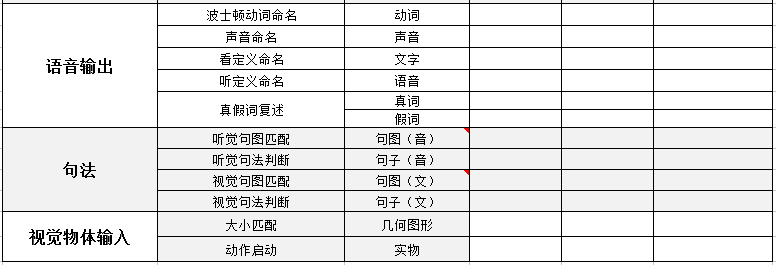 语音输出
波士顿动词命名 动词
声音命名 声音
看定义命名 文字
听定义命名 语音
真假词复述 真词
假词
句法
听觉句图匹配 句图（音）
听觉句法判断 句子（音）
视觉句图匹配 句图（文）
视觉句法判断 句子（文）
视觉物体输入
大小匹配 几何图形
动作启动 实物